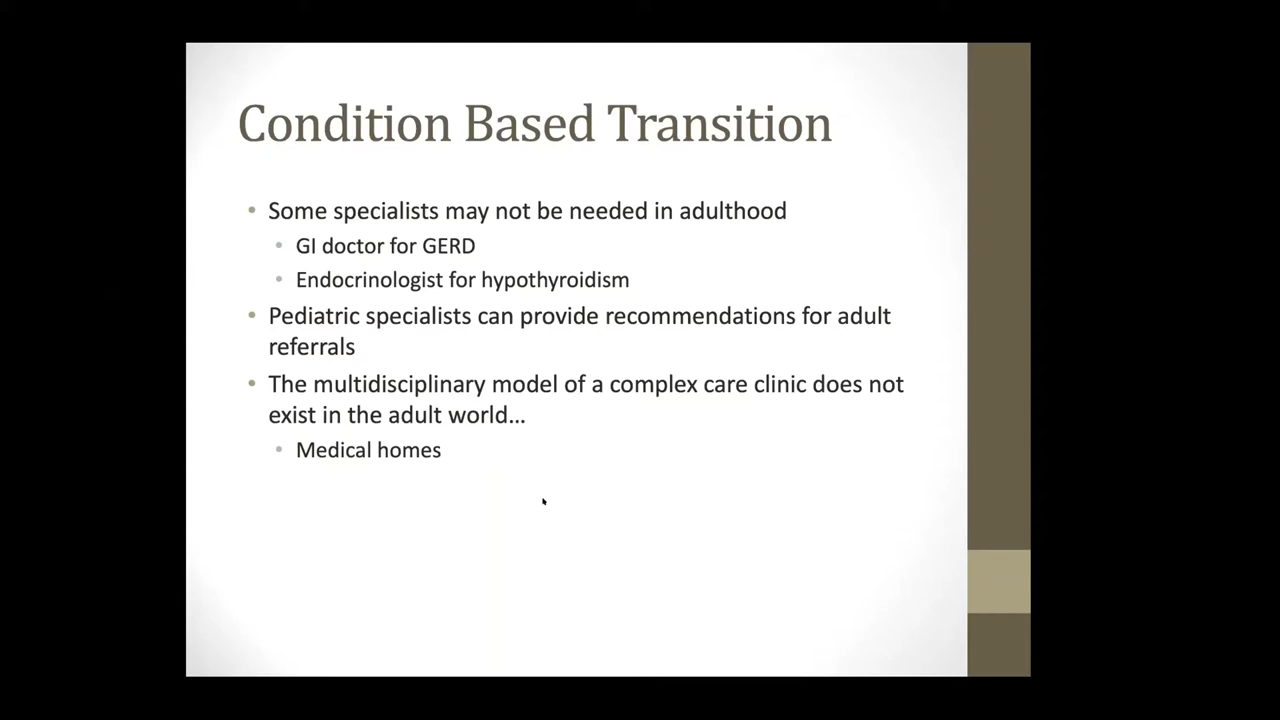 Condition Based Transition
• Some specialists may not be needed in adulthood
• GI doctor for GERD
• Endocrinologist for hypothyroidism
• Pediatric specialists can provide recommendations for adult
referrals
• The multidisciplinary model of a complex care clinic does not
exist in the adult world…
• Medical homes